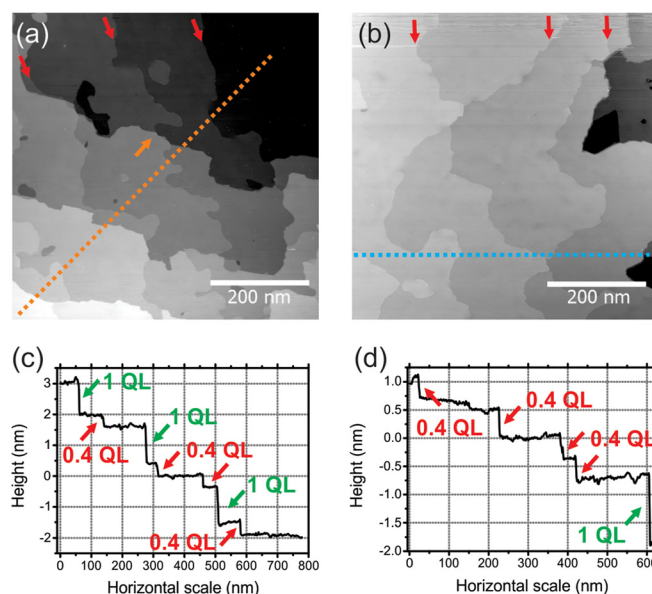 (a)
200 nm
(b)
200 nm
(c)
3
2
1
0
-1
-2
Height (nm)
1 QL
0.4 QL
1 QL
0.4 QL
1 QL
0.4 QL
0 100 200 300 400 500 600 700 800
Horizontal scale (nm)
(d)
1.0
0.5
0.0
-0.5
-1.0
-1.5
-2.0
Height (nm)
0.4 QL
0.4 QL
0.4 QL
1 QL
0 100 200 300 400 500 600
Horizontal scale (nm)